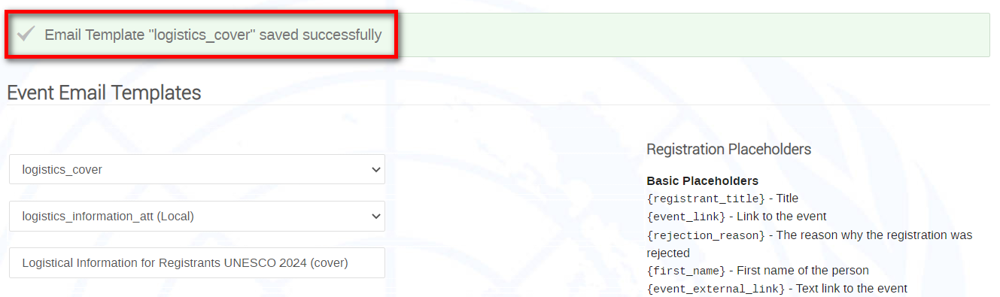 Email Template "logistics_cover" saved successfully
Event Email Templates
logistics_cover
logistics_information_att (Local)
Logistical Information for Registrants UNESCO 2024 (cover)
Registration Placeholders
Basic Placeholders
{registrant_title} - Title
{event_link} - Link to the event
{rejection_reason} - The reason why the registration was
rejected
{first_name} - First name of the person
{event_external_link} - Text link to the event